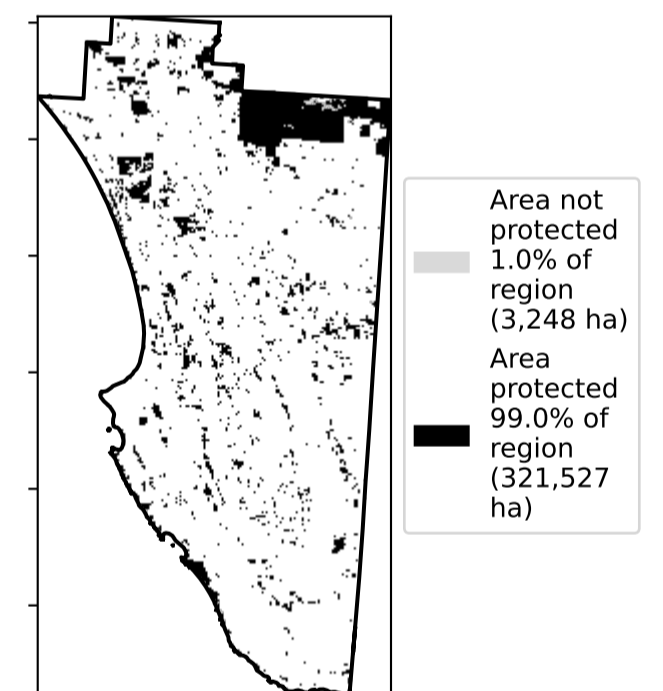 Area not
protected
1.0% of
region
(3,248 ha)
Area
protected
99.0% of
region
(321,527
ha)